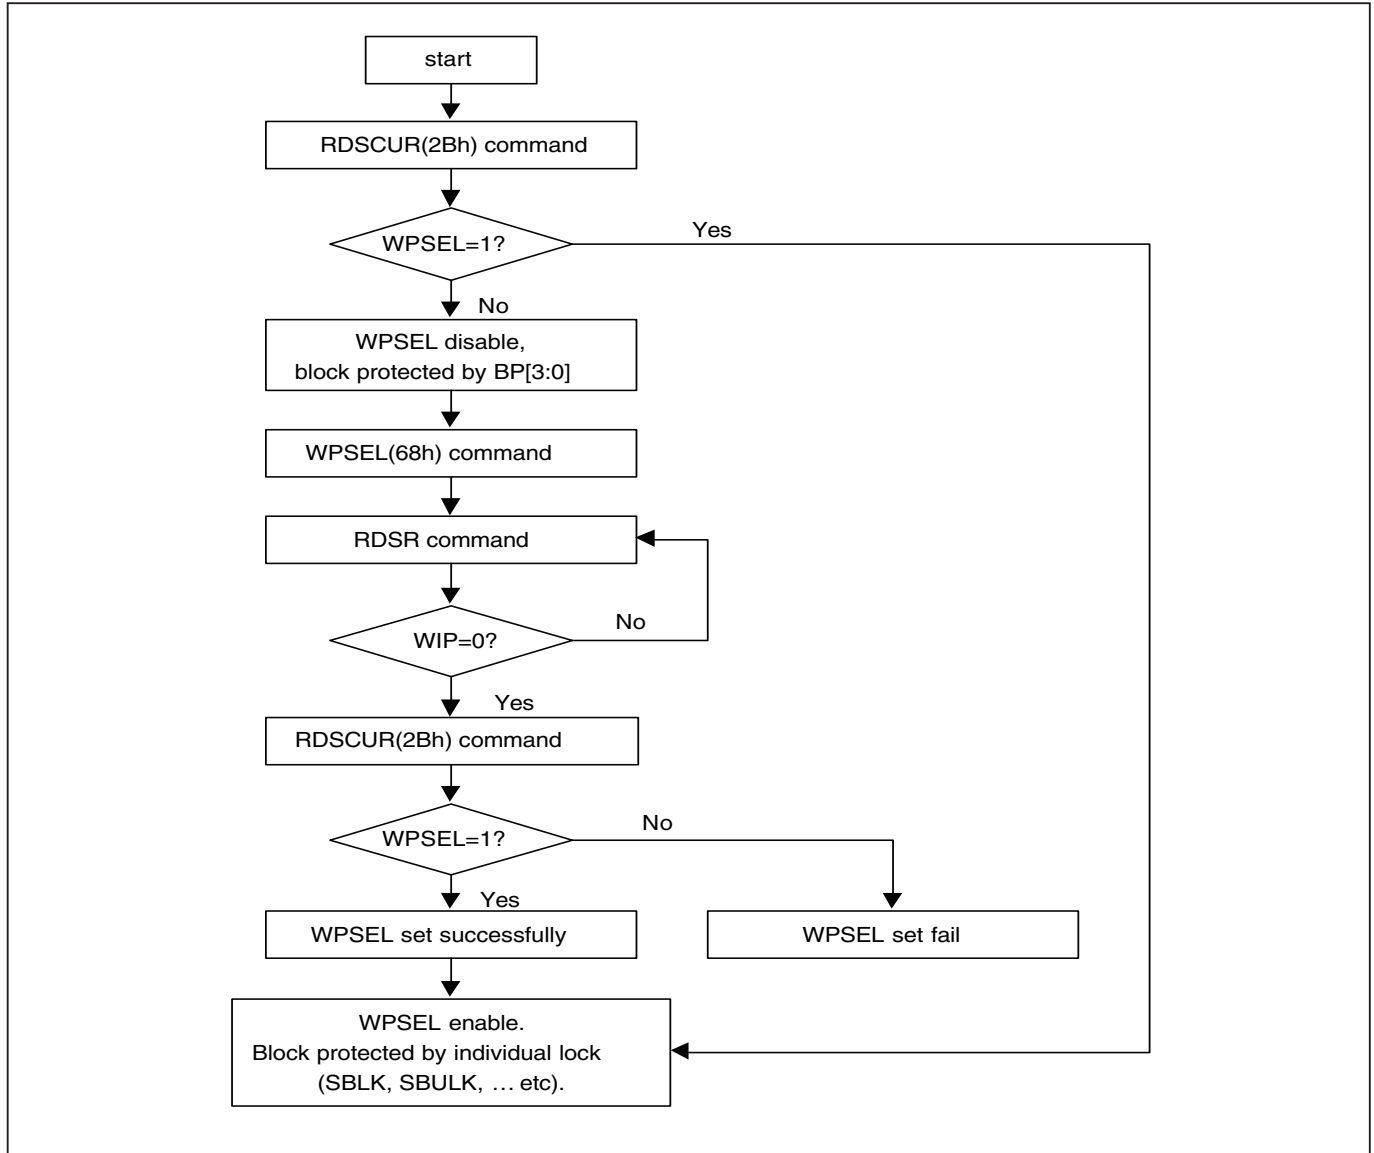 start
RDSCUR(2Bh) command
WPSEL=1?
Yes
No
WPSEL disable,
block protected by BP[3:0]
WPSEL(68h) command
RDSR command
WIP=0?
No
Yes
RDSCUR(2Bh) command
WPSEL=1?
No
Yes
WPSEL set successfully
WPSEL set fail
WPSEL enable.
Block protected by individual lock
(SBLK, SBULK, … etc).